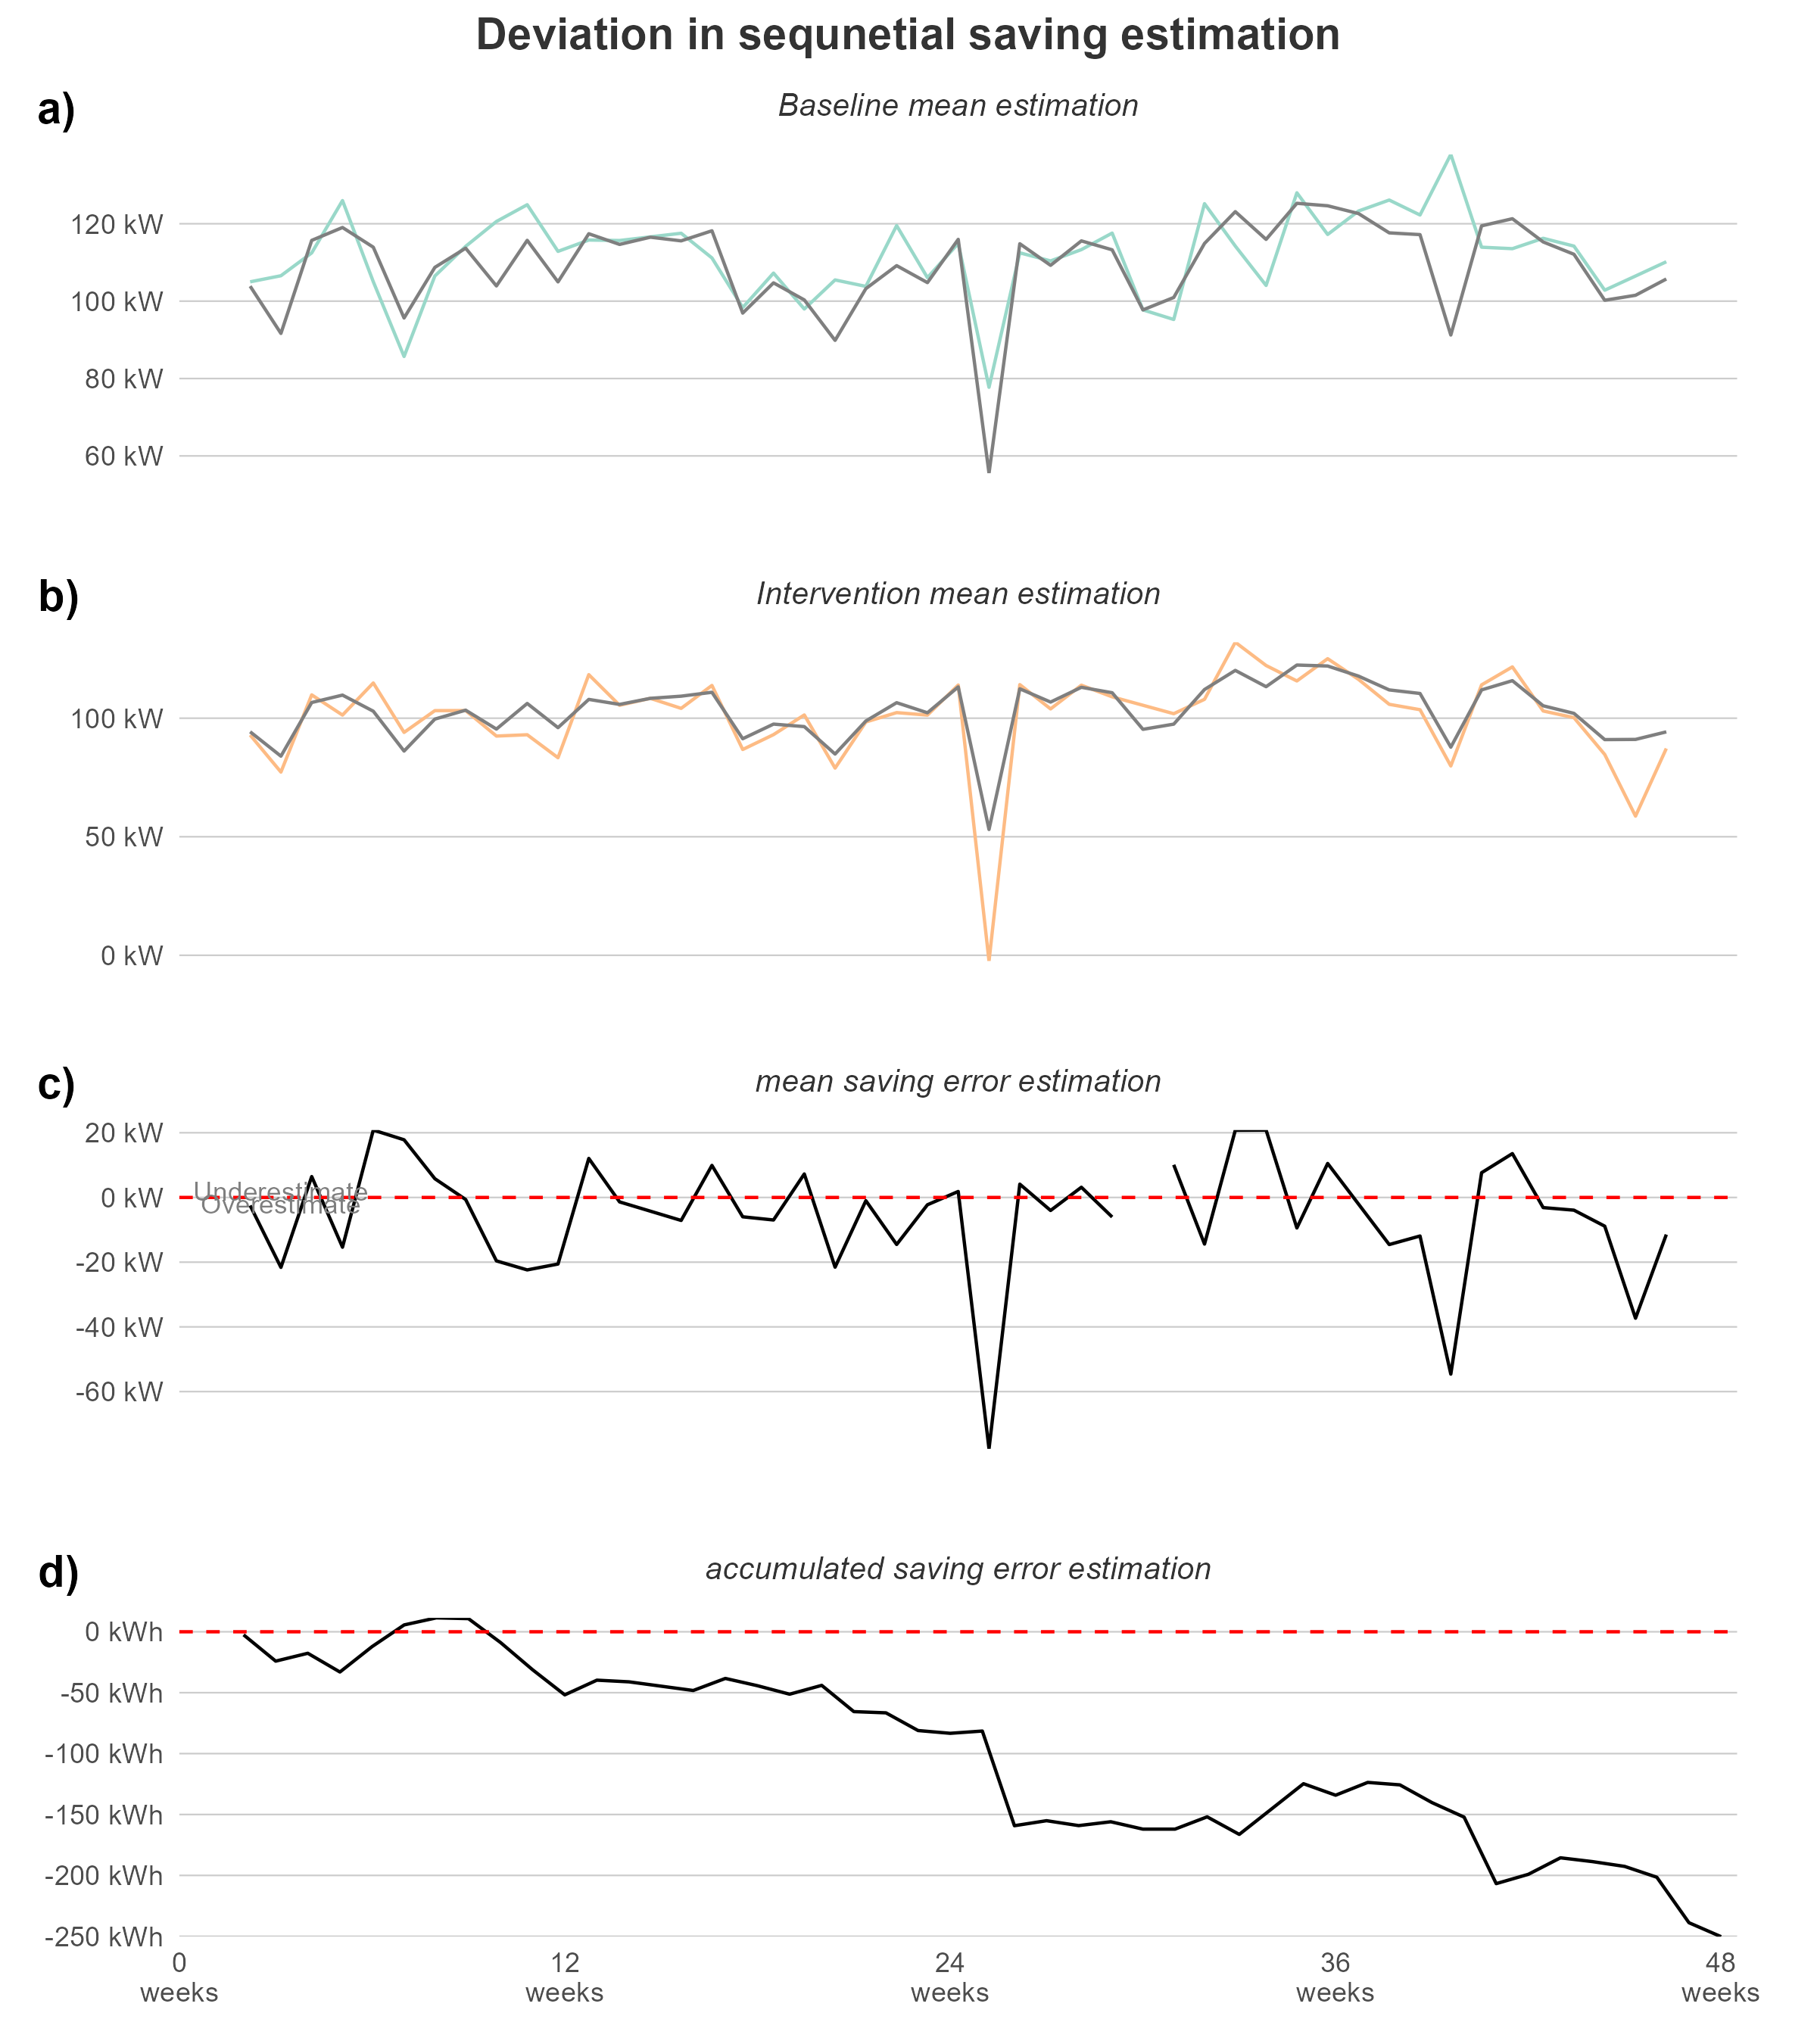 Deviation in sequnetial saving estimation
a)
Baseline mean estimation
120 kW
100 kW
80 kW
60 kW
b)
Intervention mean estimation
100 kW
50 kW
0 kW
c)
mean saving error estimation
20 kW
Underestimate
0 kW
Overestimate
-20 kW
-40 kW
-60 kW
d)
accumulated saving error estimation
0 kWh
-50 kWh
-100 kWh
-150 kWh
-200 kWh
-250 kWh
0 12 24 36 48
weeks weeks weeks weeks weeks